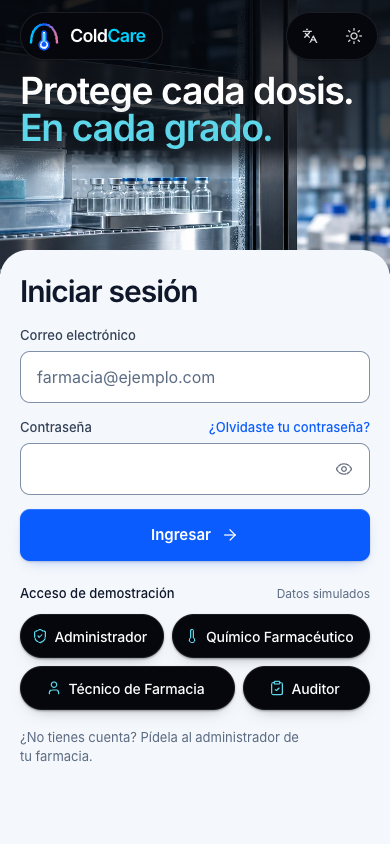 ColdCare
Protege cada dosis.
En cada grado.
Iniciar sesión
Correo electrónico
farmacia@ejemplo.com
Contraseña
¿Olvidaste tu contraseña?
Ingresar
Acceso de demostración
Datos simulados
Administrador
Químico Farmacéutico
Técnico de Farmacia
Auditor
¿No tienes cuenta? Pídela al administrador de
tu farmacia.